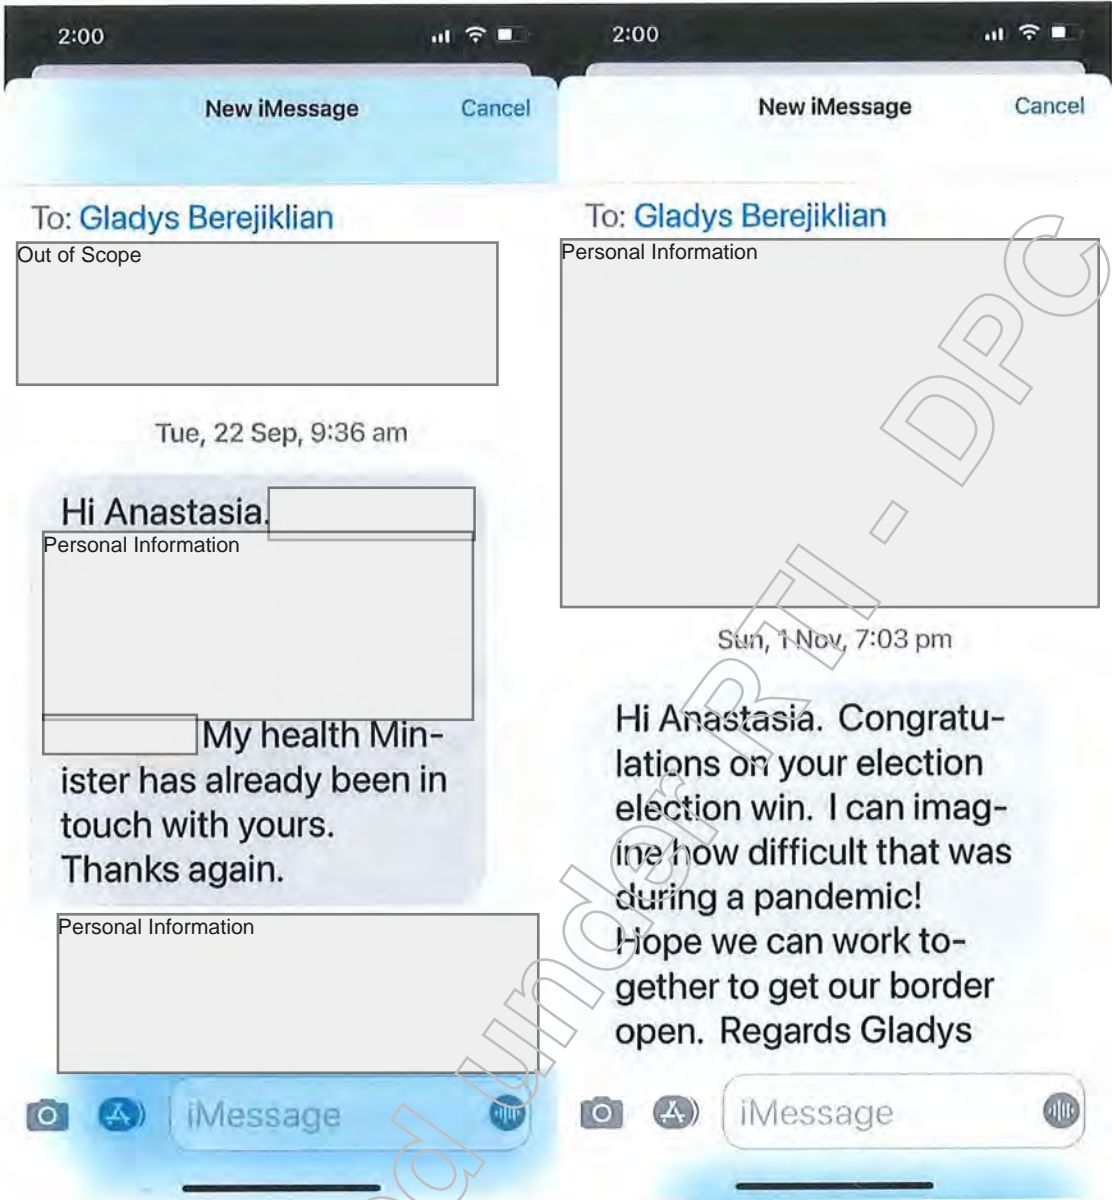 2:00
New iMessage
Cancel
To: Gladys Berejiklian
Out of Scope
Tue, 22 Sep, 9:36 am
Hi Anastasia.
Personal Information
My health Min-
ister has already been in
touch with yours.
Thanks again.
Personal Information
iMessage
2:00
New iMessage
Cancel
To: Gladys Berejiklian
Personal Information
Sun, 1 Nov, 7:03 pm
Hi Anastasia. Congratu-
lations on your election
election win. I can imag-
ine how difficult that was
during a pandemic!
Hope we can work to-
gether to get our border
open. Regards Gladys
iMessage
under RTI - DPC